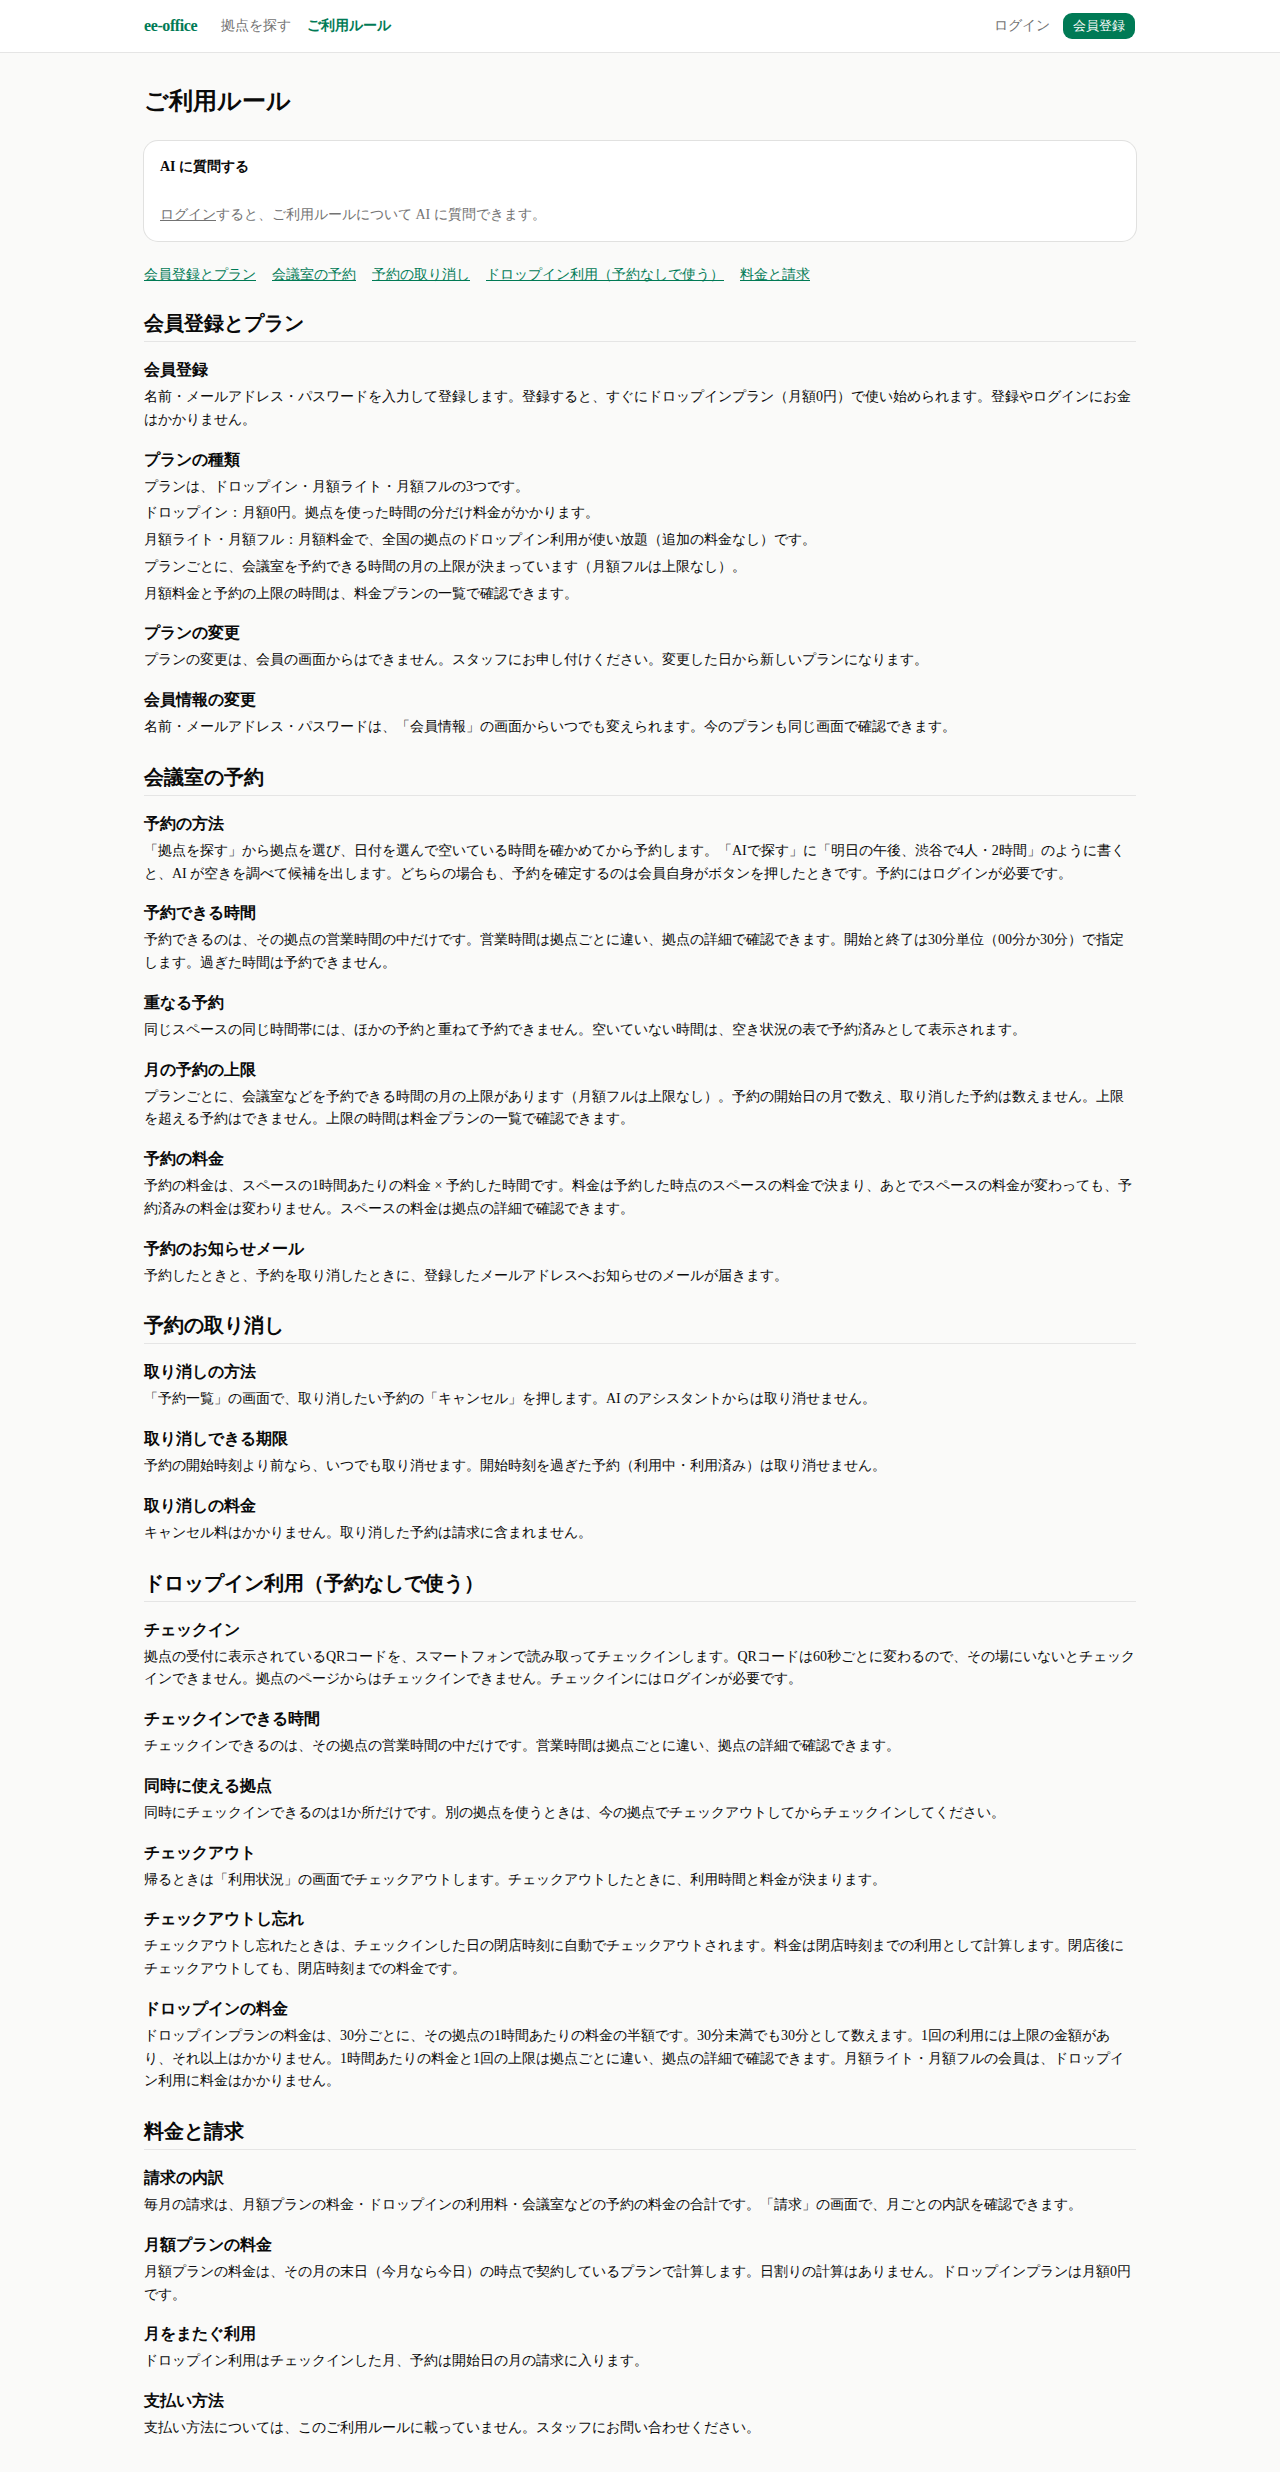 ee-office 拠点を探す ご利用ルール ログイン 会員登録
ご利用ルール
AI に質問する
ログインすると、ご利用ルールについて AI に質問できます。
会員登録とプラン 会議室の予約 予約の取り消し ドロップイン利用（予約なしで使う） 料金と請求
会員登録とプラン
会員登録
名前・メールアドレス・パスワードを入力して登録します。登録すると、すぐにドロップインプラン（月額0円）で使い始められます。登録やログインにお金
はかかりません。
プランの種類
プランは、ドロップイン・月額ライト・月額フルの3つです。
ドロップイン：月額0円。拠点を使った時間の分だけ料金がかかります。
月額ライト・月額フル：月額料金で、全国の拠点のドロップイン利用が使い放題（追加の料金なし）です。
プランごとに、会議室を予約できる時間の月の上限が決まっています（月額フルは上限なし）。
月額料金と予約の上限の時間は、料金プランの一覧で確認できます。
プランの変更
プランの変更は、会員の画面からはできません。スタッフにお申し付けください。変更した日から新しいプランになります。
会員情報の変更
名前・メールアドレス・パスワードは、「会員情報」の画面からいつでも変えられます。今のプランも同じ画面で確認できます。
会議室の予約
予約の方法
「拠点を探す」から拠点を選び、日付を選んで空いている時間を確かめてから予約します。「AIで探す」に「明日の午後、渋谷で4人・2時間」のように書く
と、AI が空きを調べて候補を出します。どちらの場合も、予約を確定するのは会員自身がボタンを押したときです。予約にはログインが必要です。
予約できる時間
予約できるのは、その拠点の営業時間の中だけです。営業時間は拠点ごとに違い、拠点の詳細で確認できます。開始と終了は30分単位（00分か30分）で指定
します。過ぎた時間は予約できません。
重なる予約
同じスペースの同じ時間帯には、ほかの予約と重ねて予約できません。空いていない時間は、空き状況の表で予約済みとして表示されます。
月の予約の上限
プランごとに、会議室などを予約できる時間の月の上限があります（月額フルは上限なし）。予約の開始日の月で数え、取り消した予約は数えません。上限
を超える予約はできません。上限の時間は料金プランの一覧で確認できます。
予約の料金
予約の料金は、スペースの1時間あたりの料金 × 予約した時間です。料金は予約した時点のスペースの料金で決まり、あとでスペースの料金が変わっても、予
約済みの料金は変わりません。スペースの料金は拠点の詳細で確認できます。
予約のお知らせメール
予約したときと、予約を取り消したときに、登録したメールアドレスへお知らせのメールが届きます。
予約の取り消し
取り消しの方法
「予約一覧」の画面で、取り消したい予約の「キャンセル」を押します。AI のアシスタントからは取り消せません。
取り消しできる期限
予約の開始時刻より前なら、いつでも取り消せます。開始時刻を過ぎた予約（利用中・利用済み）は取り消せません。
取り消しの料金
キャンセル料はかかりません。取り消した予約は請求に含まれません。
ドロップイン利用（予約なしで使う）
チェックイン
拠点の受付に表示されているQRコードを、スマートフォンで読み取ってチェックインします。QRコードは60秒ごとに変わるので、その場にいないとチェック
インできません。拠点のページからはチェックインできません。チェックインにはログインが必要です。
チェックインできる時間
チェックインできるのは、その拠点の営業時間の中だけです。営業時間は拠点ごとに違い、拠点の詳細で確認できます。
同時に使える拠点
同時にチェックインできるのは1か所だけです。別の拠点を使うときは、今の拠点でチェックアウトしてからチェックインしてください。
チェックアウト
帰るときは「利用状況」の画面でチェックアウトします。チェックアウトしたときに、利用時間と料金が決まります。
チェックアウトし忘れ
チェックアウトし忘れたときは、チェックインした日の閉店時刻に自動でチェックアウトされます。料金は閉店時刻までの利用として計算します。閉店後に
チェックアウトしても、閉店時刻までの料金です。
ドロップインの料金
ドロップインプランの料金は、30分ごとに、その拠点の1時間あたりの料金の半額です。30分未満でも30分として数えます。1回の利用には上限の金額があ
り、それ以上はかかりません。1時間あたりの料金と1回の上限は拠点ごとに違い、拠点の詳細で確認できます。月額ライト・月額フルの会員は、ドロップイ
ン利用に料金はかかりません。
料金と請求
請求の内訳
毎月の請求は、月額プランの料金・ドロップインの利用料・会議室などの予約の料金の合計です。「請求」の画面で、月ごとの内訳を確認できます。
月額プランの料金
月額プランの料金は、その月の末日（今月なら今日）の時点で契約しているプランで計算します。日割りの計算はありません。ドロップインプランは月額0円
です。
月をまたぐ利用
ドロップイン利用はチェックインした月、予約は開始日の月の請求に入ります。
支払い方法
支払い方法については、このご利用ルールに載っていません。スタッフにお問い合わせください。